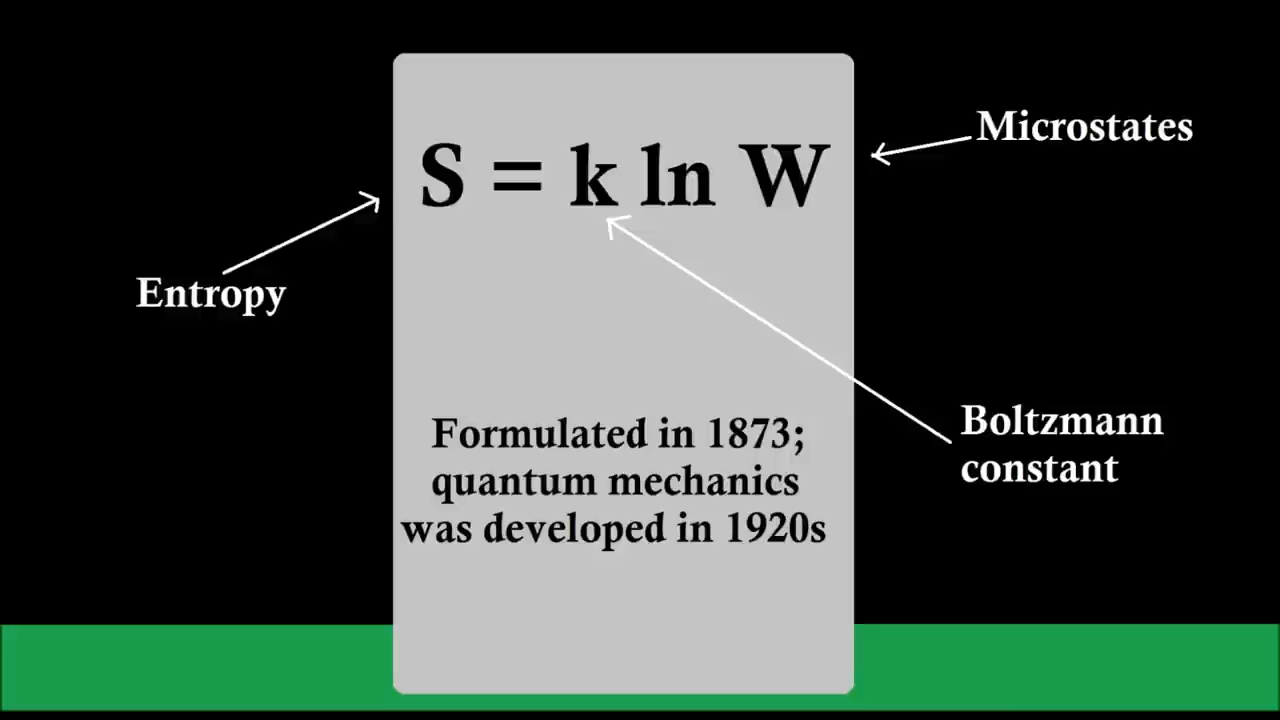 Microstates
S = k ln W
Entropy
Boltzmann
constant
Formulated in 1873;
quantum mechanics
was developed in 1920s